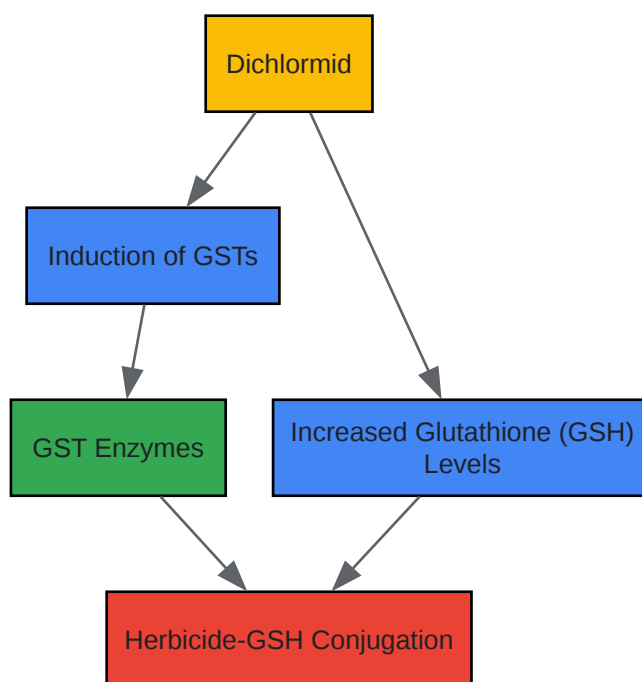 Dichlormid
Induction of GSTs
GST Enzymes
Increased Glutathione (GSH)
Levels
Herbicide-GSH Conjugation